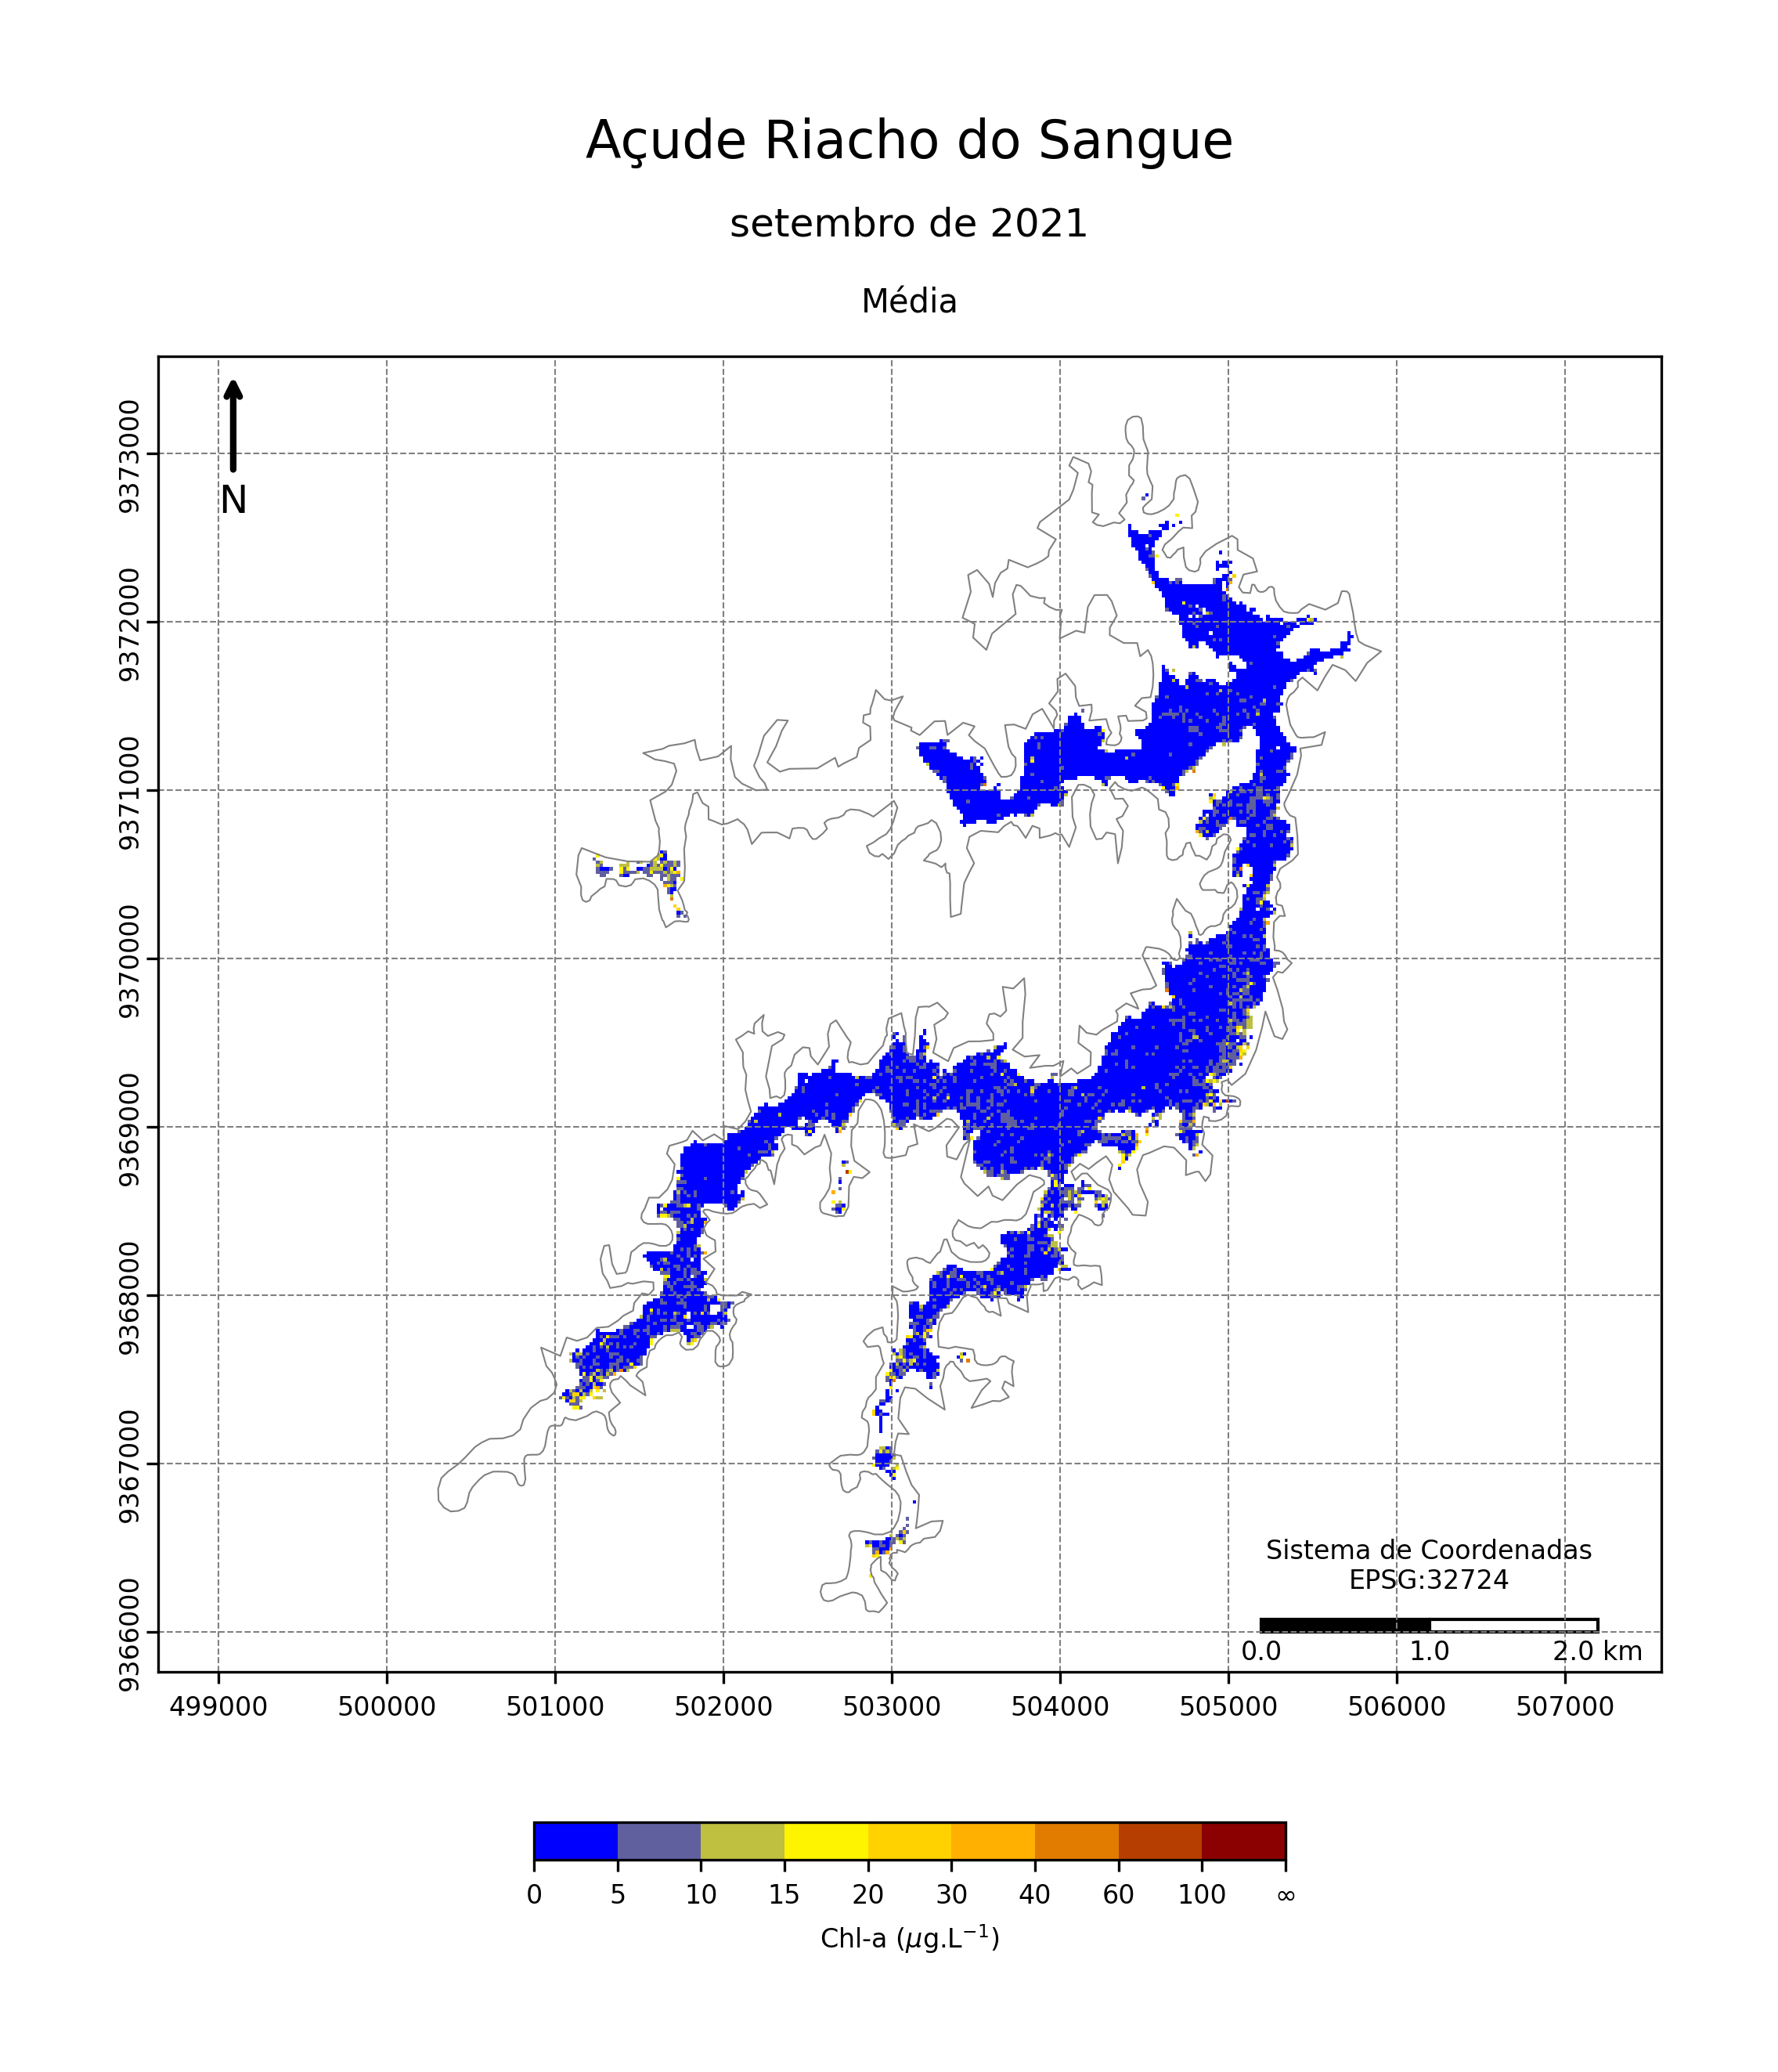 Açude Riacho do Sangue
setembro de 2021
Média
N
9373000
9372000
9371000
9370000
9369000
9368000
9367000
9366000
Sistema de Coordenadas
EPSG:32724
0.0 1.0 2.0 km
499000 500000 501000 502000 503000 504000 505000 506000 507000
0 5 10 15 20 30 40 60 100 ∞
Chl-a (μg.L⁻¹)